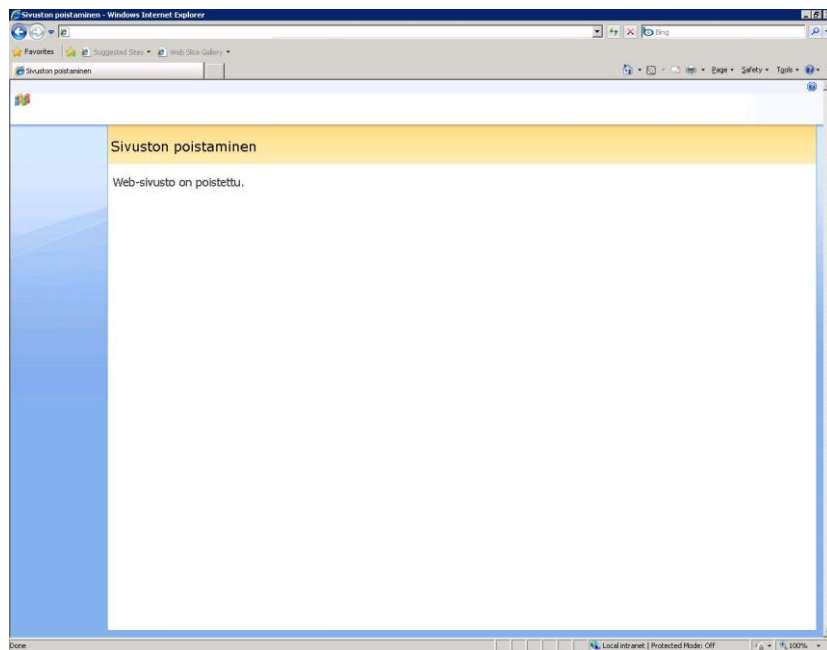 Sivuston poistaminen - Windows Internet Explorer
Bing
Favorites Suggested Sites Web Slice Gallery
Sivuston poistaminen Page Safety Tools
Sivuston poistaminen
Web-sivusto on poistettu.
Done Local intranet | Protected Mode: Off 100%